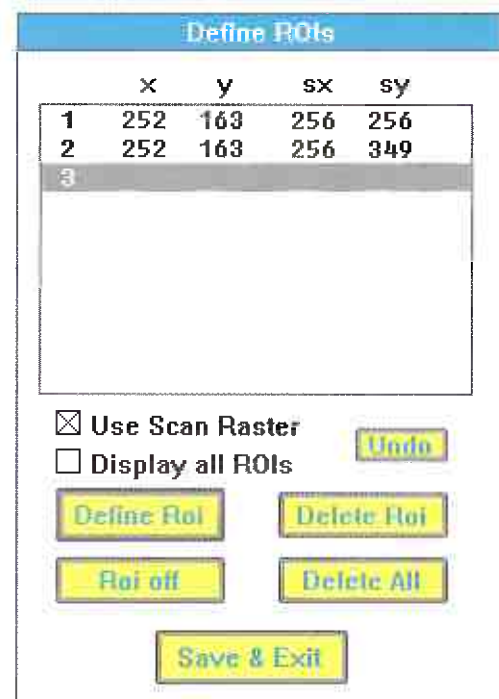 Define ROIs
x y sx sy
1 252 163 256 256
2 252 163 256 349
3
Use Scan Raster
Undo
Display all ROIs
Define RoI Delete RoI
RoI off Delete All
Save & Exit